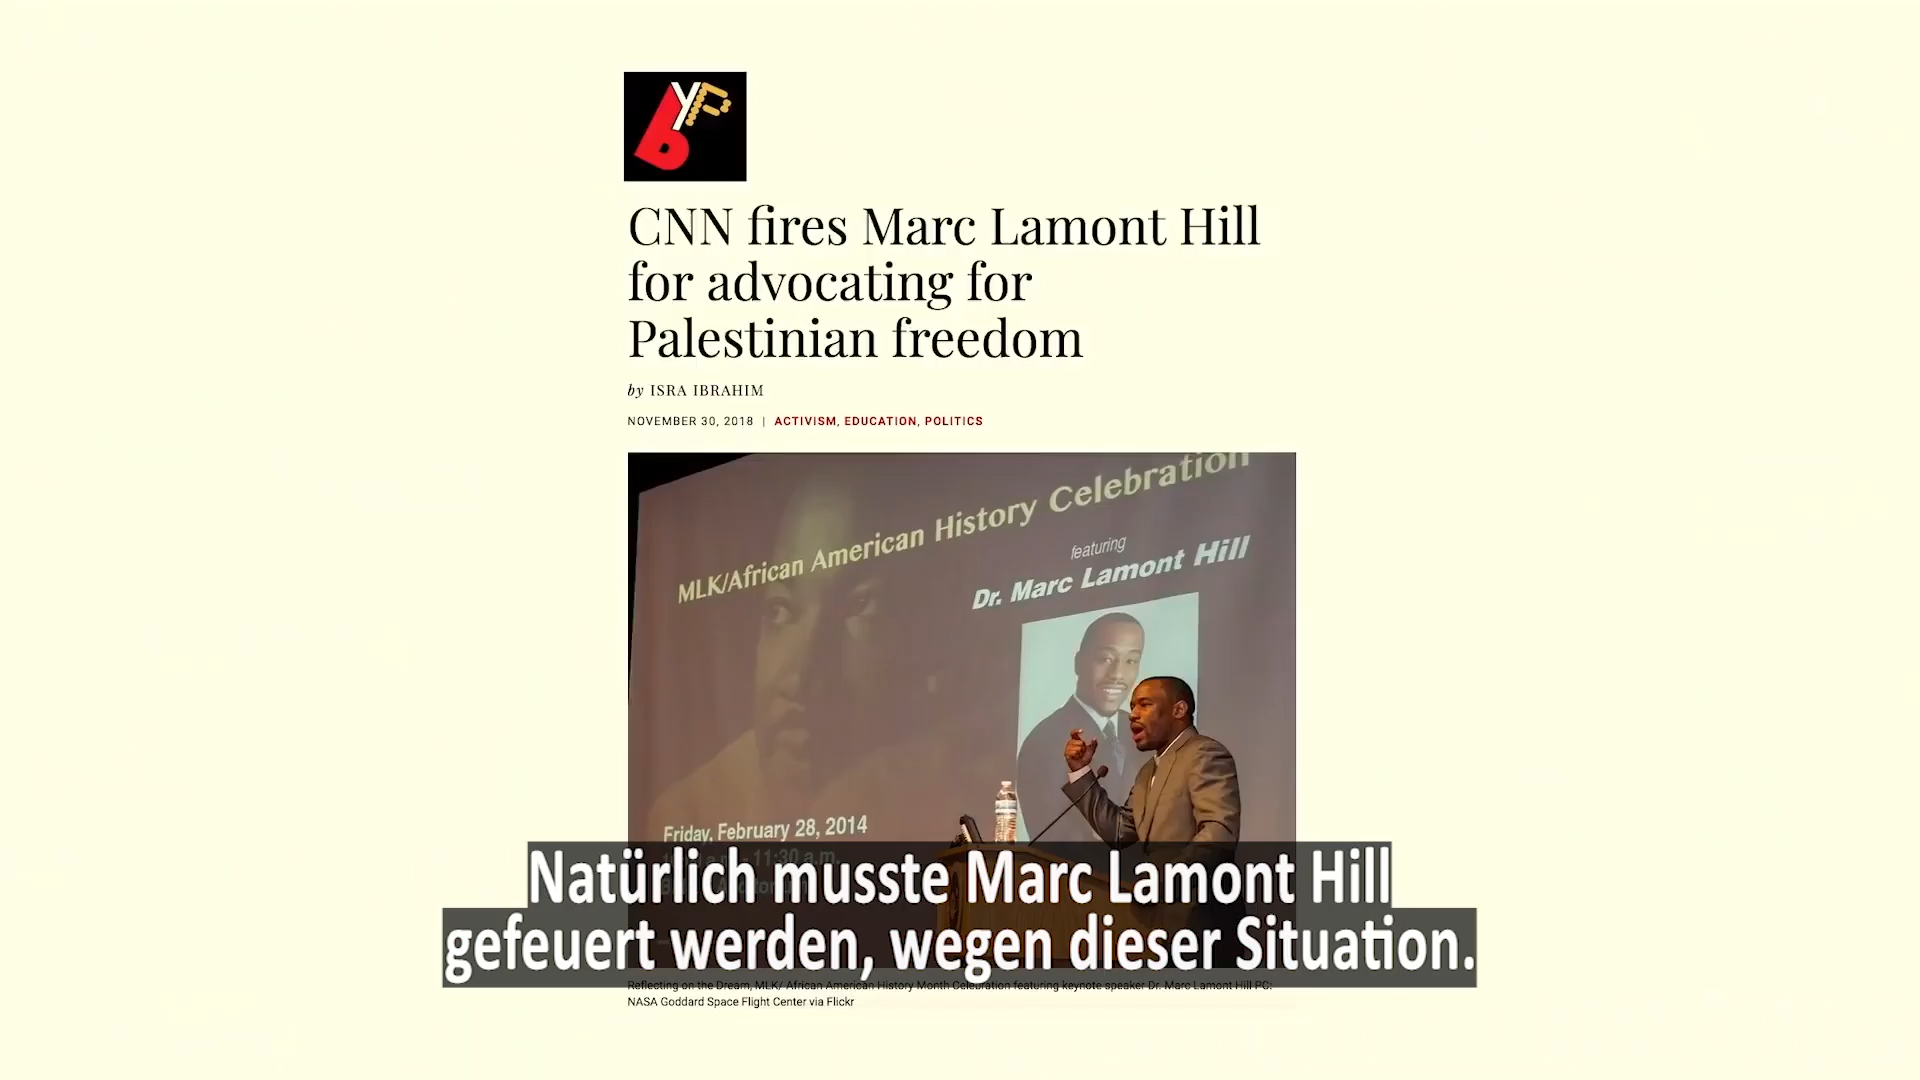 byp
CNN fires Marc Lamont Hill
for advocating for
Palestinian freedom
by ISRA IBRAHIM
NOVEMBER 30, 2018 | ACTIVISM, EDUCATION, POLITICS
MLK/African American History Celebration
featuring
Dr. Marc Lamont Hill
Friday, February 28, 2014
11:30 a.m.
Natürlich musste Marc Lamont Hill
gefeuert werden, wegen dieser Situation.
Reflecting on the Dream, MLK/ African American History Month Celebration featuring keynote speaker Dr. Marc Lamont Hill PC:
NASA Goddard Space Flight Center via Flickr